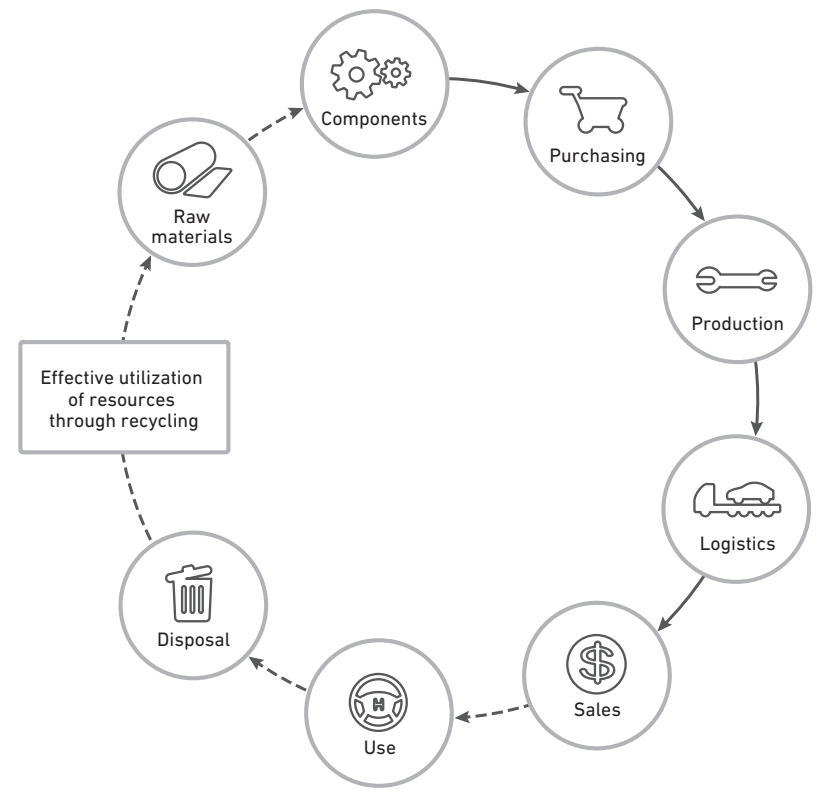 Components
Purchasing
Production
Logistics
Sales
H
Use
Disposal
Effective utilization
of resources
through recycling
Raw
materials